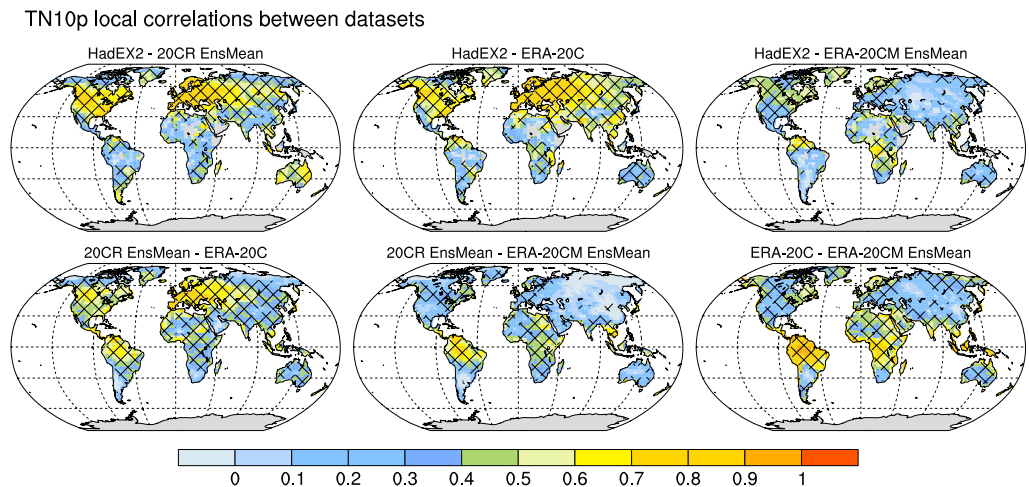 TN10p local correlations between datasets
HadEX2 - 20CR EnsMean
HadEX2 - ERA-20C
HadEX2 - ERA-20CM EnsMean
20CR EnsMean - ERA-20C
20CR EnsMean - ERA-20CM EnsMean
ERA-20C - ERA-20CM EnsMean
0 0.1 0.2 0.3 0.4 0.5 0.6 0.7 0.8 0.9 1